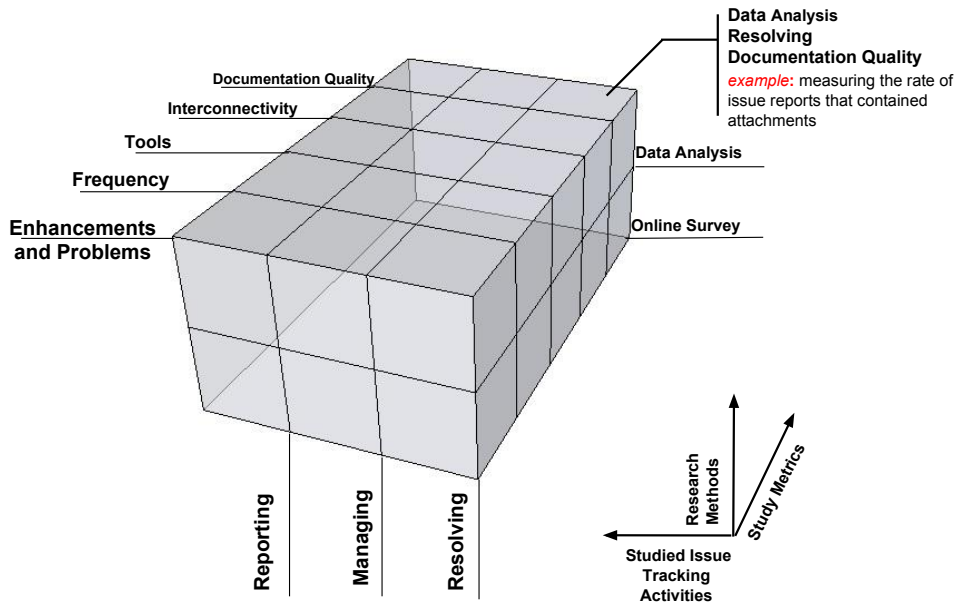 Data Analysis
Resolving
Documentation Quality
example: measuring the rate of
issue reports that contained
attachments
Documentation Quality
Interconnectivity
Tools
Frequency
Enhancements
and Problems
Data Analysis
Online Survey
Reporting
Managing
Resolving
Research
Methods
Study Metrics
Studied Issue
Tracking
Activities